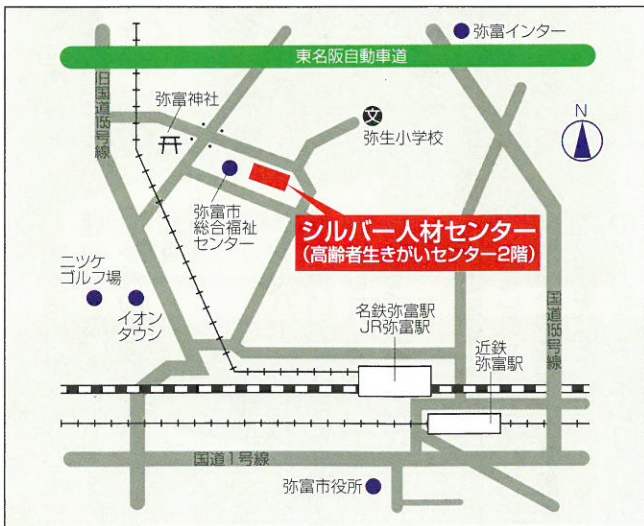 弥富インター
東名阪自動車道
旧国道155号線
弥富神社
文
弥生小学校
N
弥富市
総合福祉
センター
シルバー人材センター
(高齢者生きがいセンター2階)
ニツケ
ゴルフ場
イオン
タウン
名鉄弥富駅
JR弥富駅
近鉄
弥富駅
国道155号線
国道1号線
弥富市役所